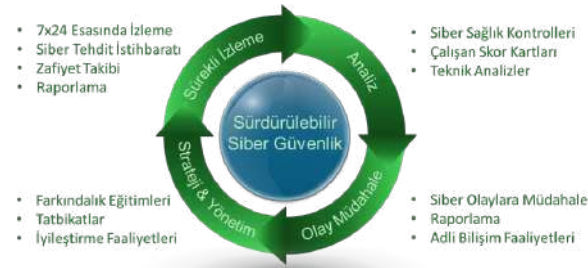 • 7x24 Esasında İzleme
• Siber Tehdit İstihbaratı
• Zafiyet Takibi
• Raporlama
• Siber Sağlık Kontrolleri
• Çalışan Skor Kartları
• Teknik Analizler
Sürekli İzleme
Analiz
Sürdürülebilir
Siber Güvenlik
Strateji & Yönetim
Olay Müdahale
• Farkındalık Eğitimleri
• Tatbikatlar
• İyileştirme Faaliyetleri
• Siber Olaylara Müdahale
• Raporlama
• Adli Bilişim Faaliyetleri